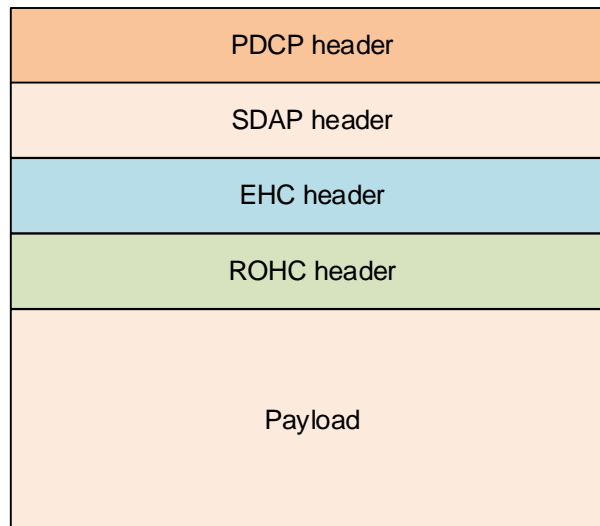 PDCP header
SDAP header
EHC header
ROHC header
Payload